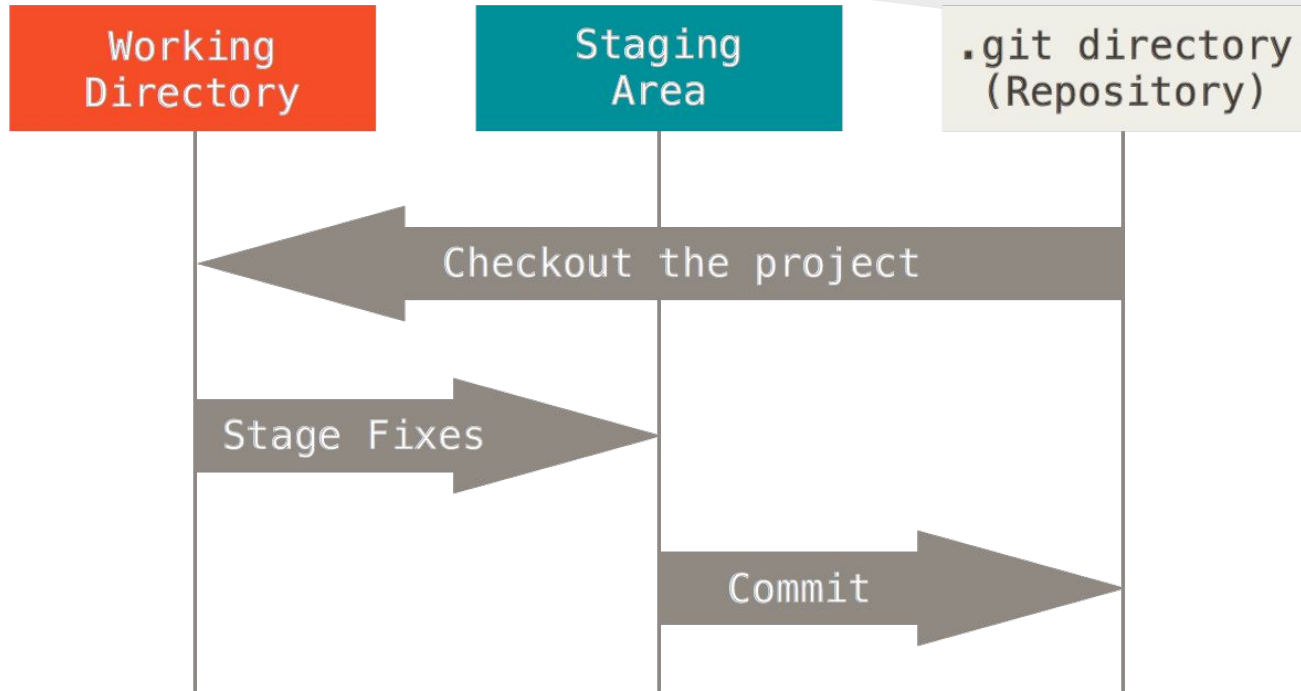 Working
Directory
Staging
Area
.git directory
(Repository)
Checkout the project
Stage Fixes
Commit